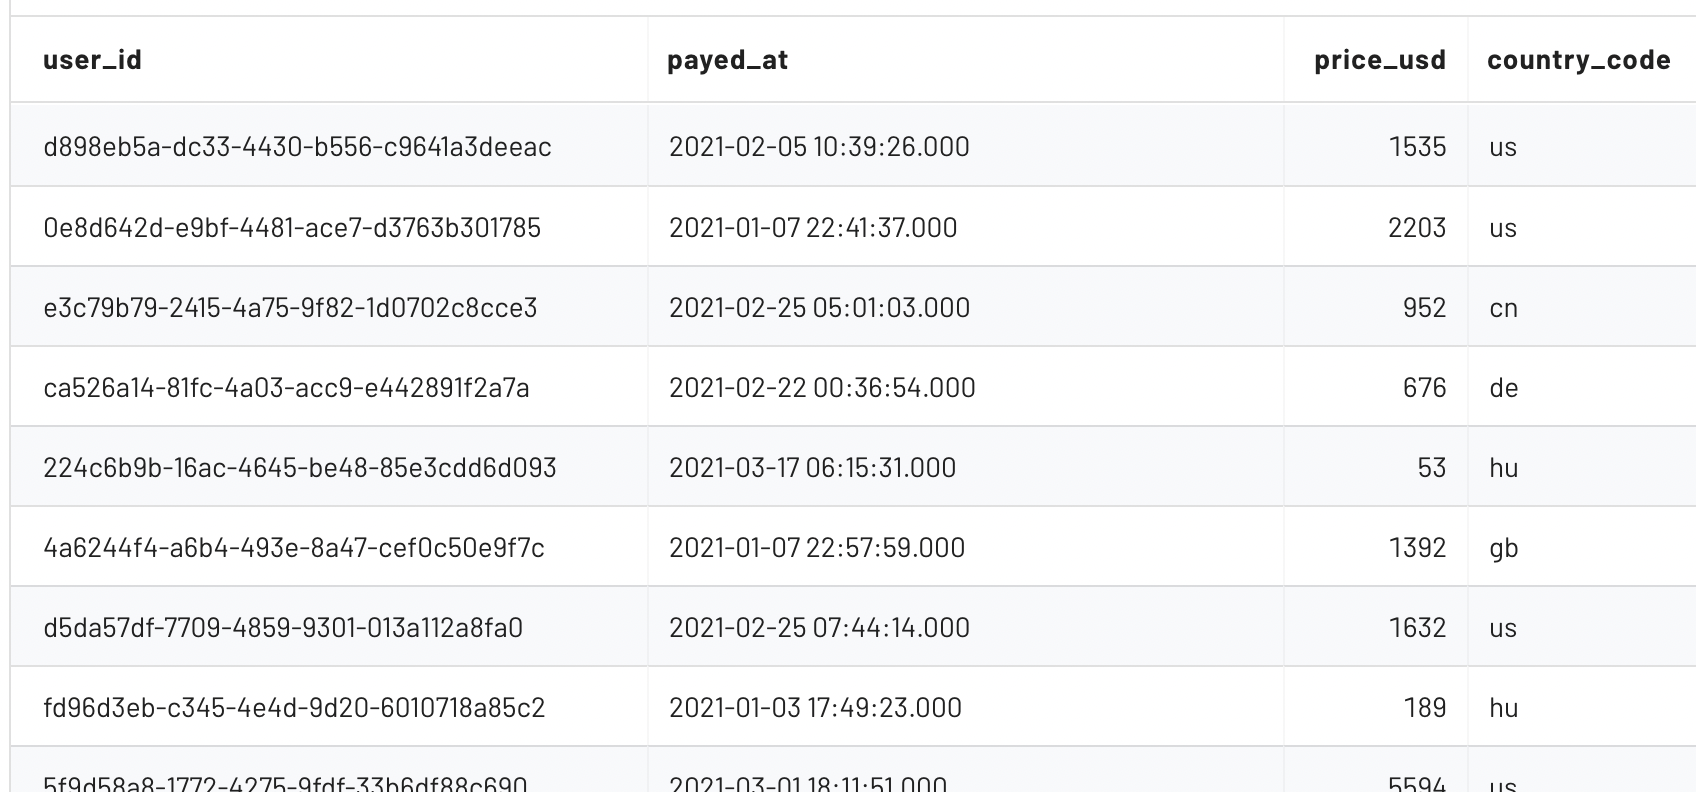 user_id payed_at price_usd country_code
d898eb5a-dc33-4430-b556-c9641a3deeac 2021-02-05 10:39:26.000 1535 us
0e8d642d-e9bf-4481-ace7-d3763b301785 2021-01-07 22:41:37.000 2203 us
e3c79b79-2415-4a75-9f82-1d0702c8cce3 2021-02-25 05:01:03.000 952 cn
ca526a14-81fc-4a03-acc9-e442891f2a7a 2021-02-22 00:36:54.000 676 de
224c6b9b-16ac-4645-be48-85e3cdd6d093 2021-03-17 06:15:31.000 53 hu
4a6244f4-a6b4-493e-8a47-cef0c50e9f7c 2021-01-07 22:57:59.000 1392 gb
d5da57df-7709-4859-9301-013a112a8fa0 2021-02-25 07:44:14.000 1632 us
fd96d3eb-c345-4e4d-9d20-6010718a85c2 2021-01-03 17:49:23.000 189 hu
5f9d58a8-1772-4275-9fdf-33b6df88c690 2021-03-01 18:11:51.000 5594 us